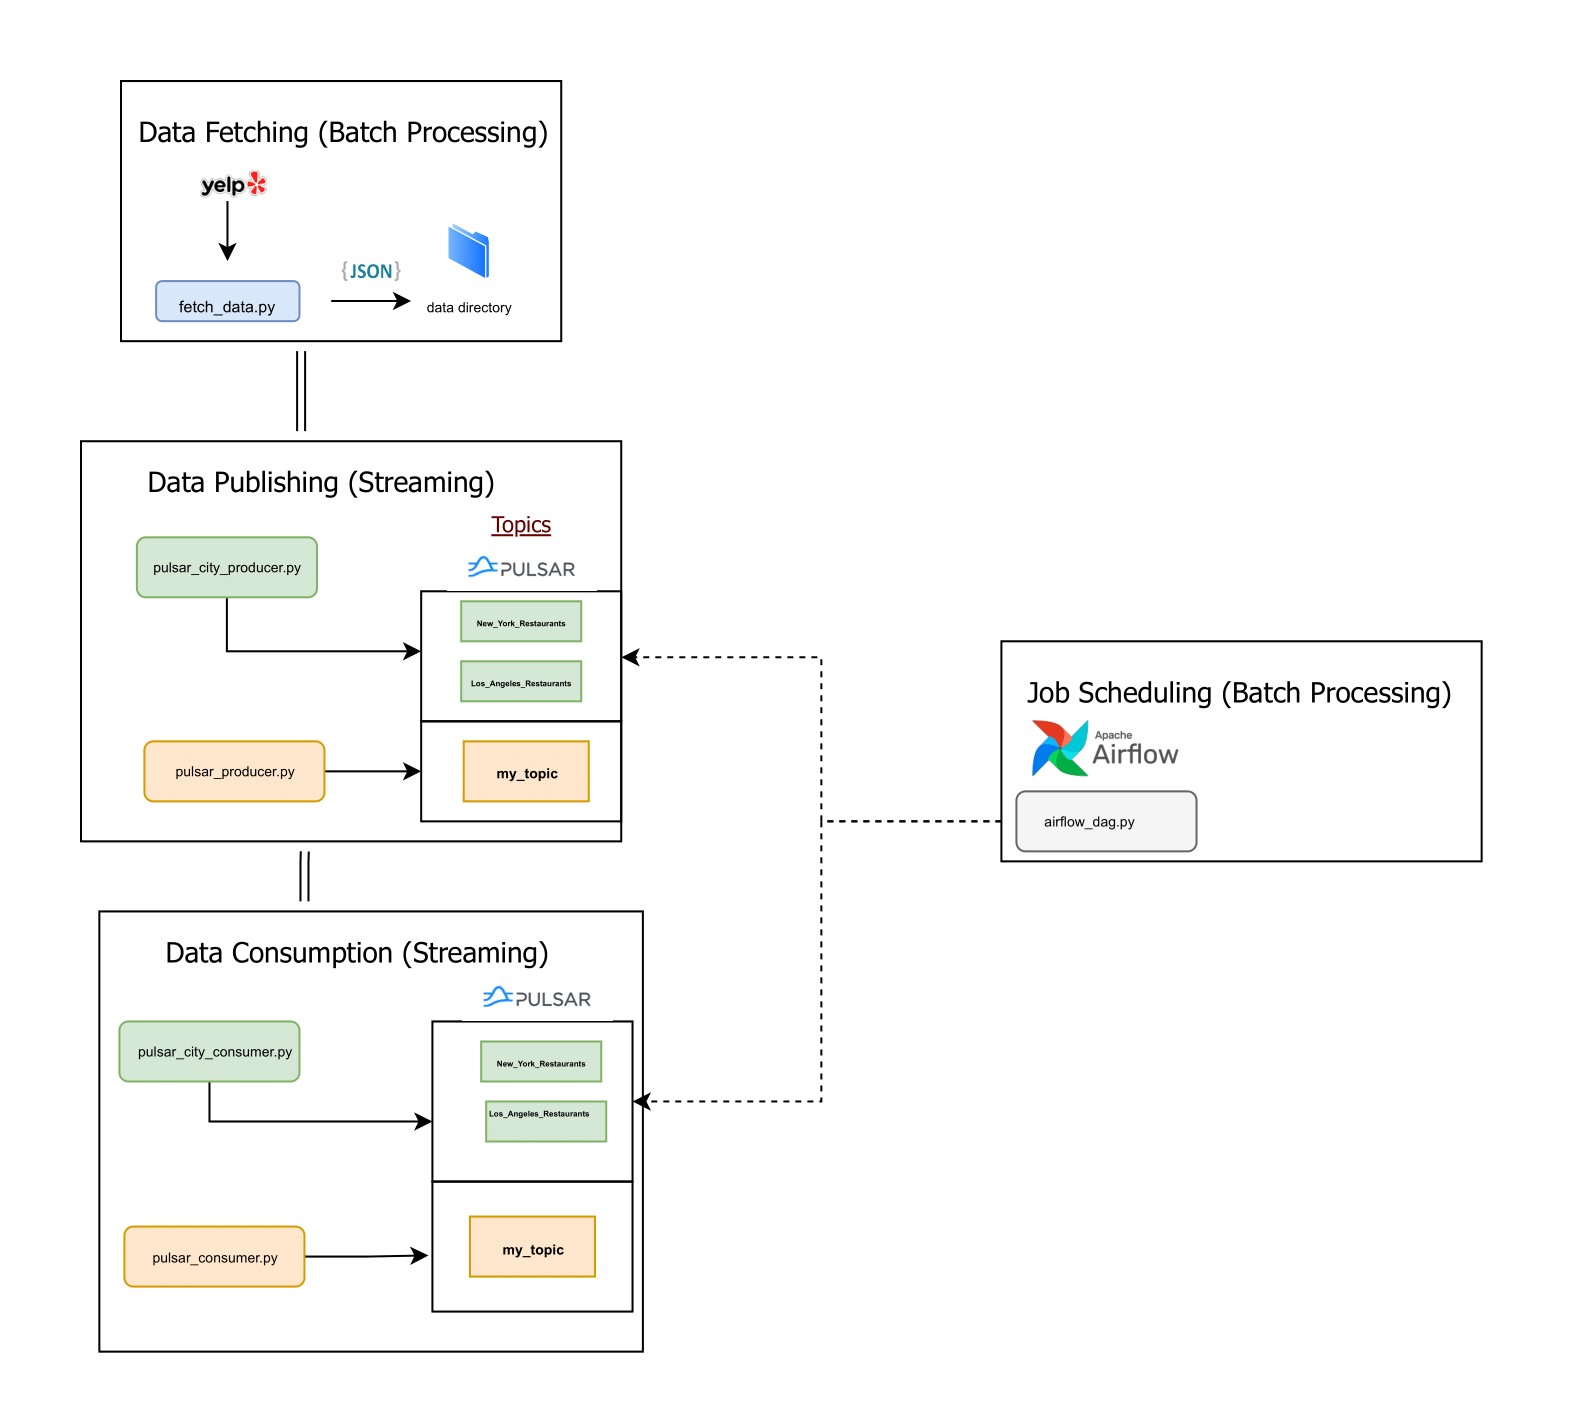 Data Fetching (Batch Processing)
yelp
{JSON}
fetch_data.py
data directory
Data Publishing (Streaming)
Topics
pulsar_city_producer.py
PULSAR
New_York_Restaurants
Los_Angeles_Restaurants
pulsar_producer.py
my_topic
Job Scheduling (Batch Processing)
Apache
Airflow
airflow_dag.py
Data Consumption (Streaming)
PULSAR
pulsar_city_consumer.py
New_York_Restaurants
Los_Angeles_Restaurants
pulsar_consumer.py
my_topic